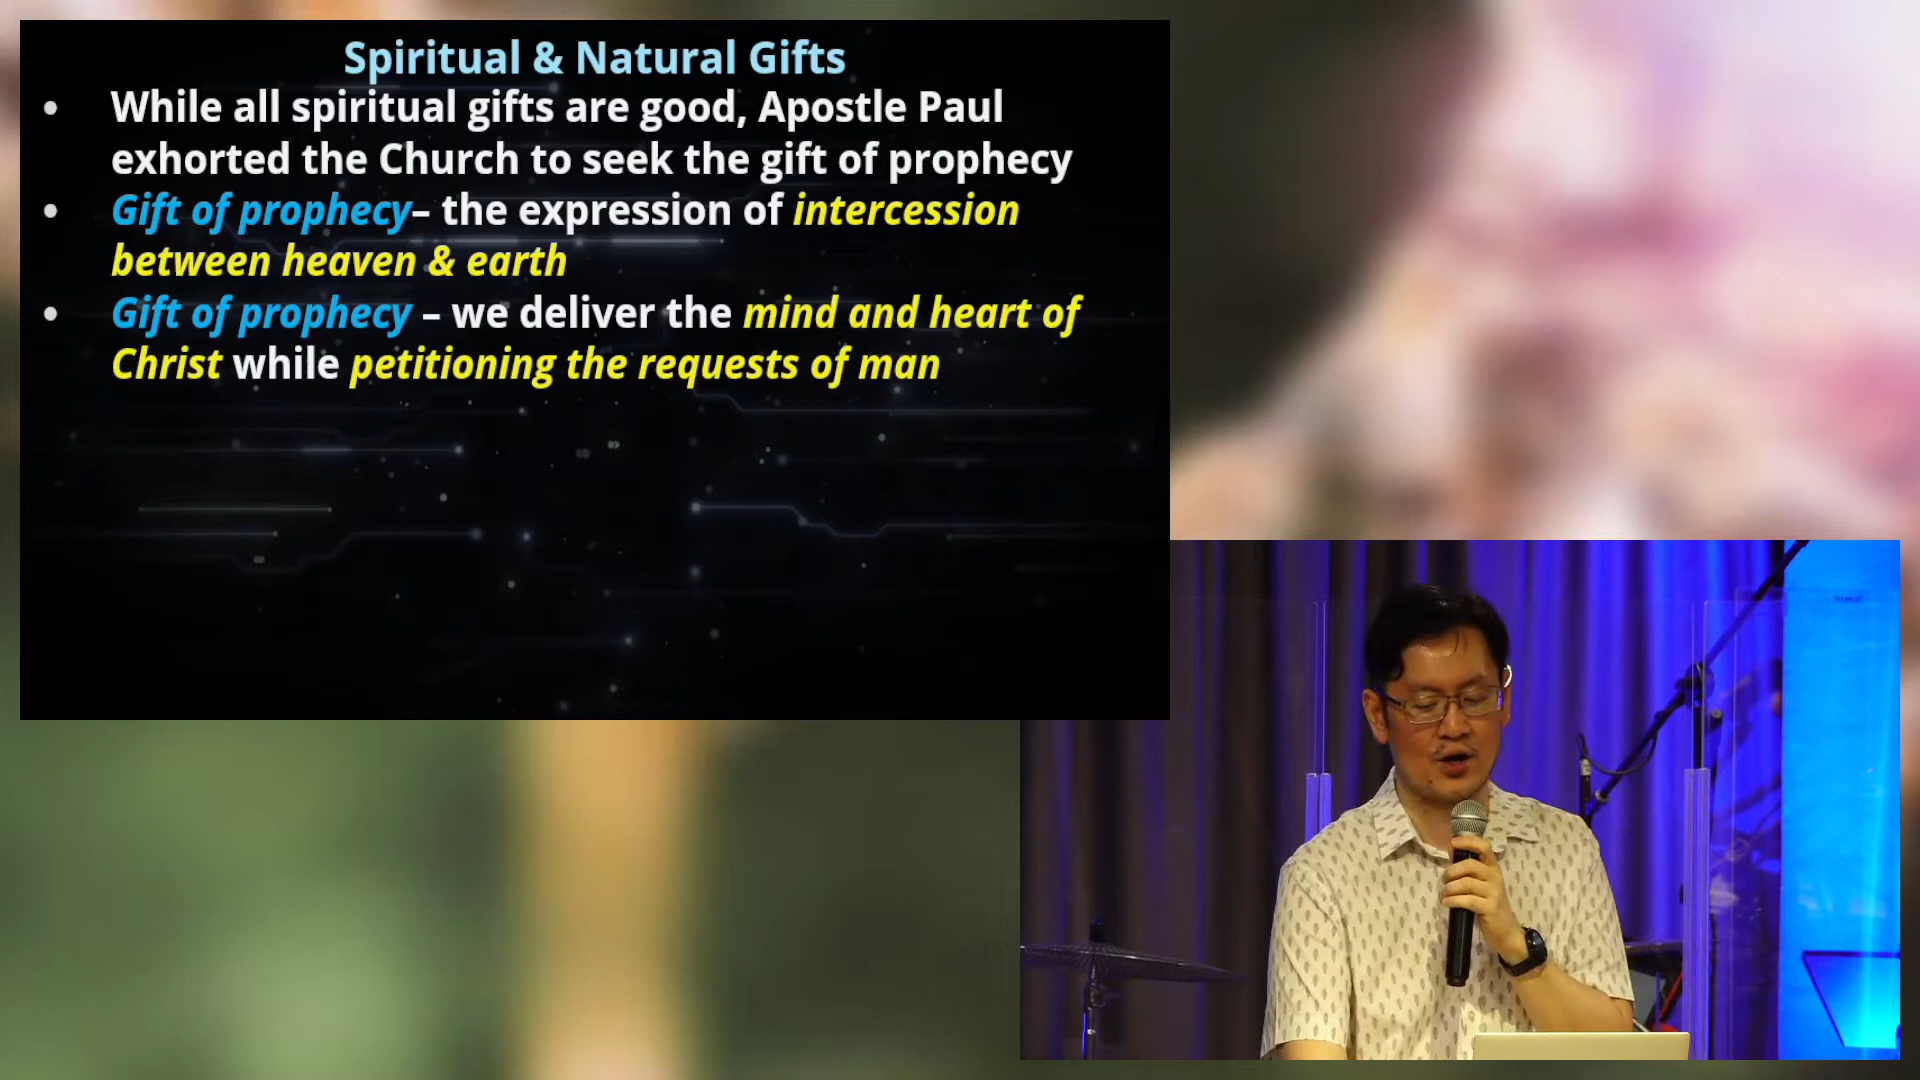 Spiritual & Natural Gifts
• While all spiritual gifts are good, Apostle Paul
exhorted the Church to seek the gift of prophecy
• Gift of prophecy– the expression of intercession
between heaven & earth
• Gift of prophecy – we deliver the mind and heart of
Christ while petitioning the requests of man